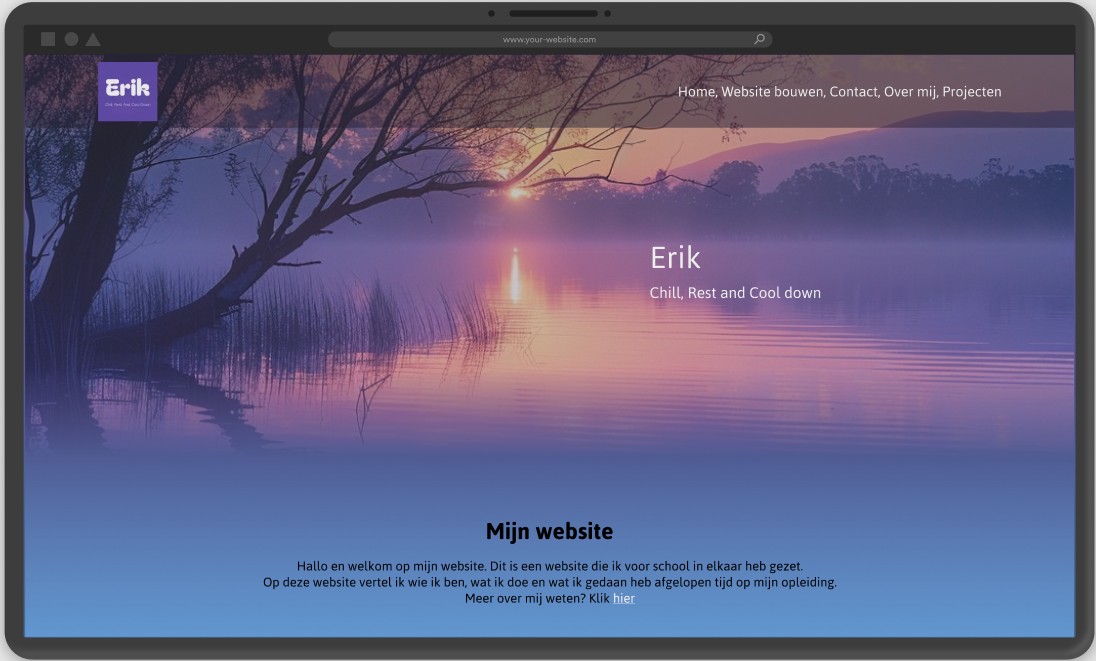 www.your-website.com
Erik
Chill, Rest and Cool Down
Home, Website bouwen, Contact, Over mij, Projecten
Erik
Chill, Rest and Cool down
Mijn website
Hallo en welkom op mijn website. Dit is een website die ik voor school in elkaar heb gezet.
Op deze website vertel ik wie ik ben, wat ik doe en wat ik gedaan heb afgelopen tijd op mijn opleiding.
Meer over mij weten? Klik hier